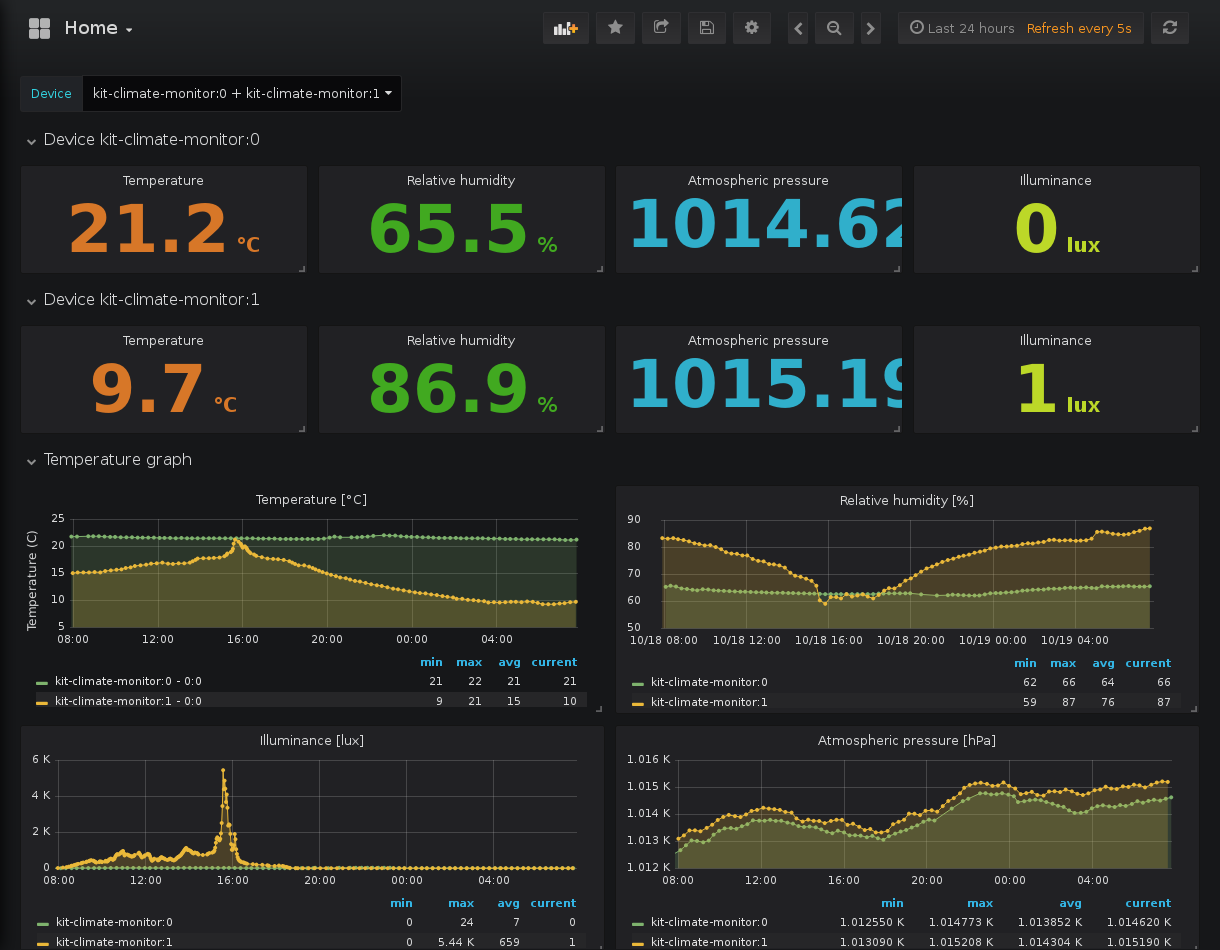 Home
Last 24 hours Refresh every 5s
Device kit-climate-monitor:0 + kit-climate-monitor:1
Device kit-climate-monitor:0
Temperature Relative humidity Atmospheric pressure Illuminance
21.2 °C 65.5 % 1014.62 0 lux
Device kit-climate-monitor:1
Temperature Relative humidity Atmospheric pressure Illuminance
9.7 °C 86.9 % 1015.19 1 lux
Temperature graph
Temperature [°C]
Temperature (C)
25
20
15
10
5
08:00 12:00 16:00 20:00 00:00 04:00
min max avg current
kit-climate-monitor:0 - 0:0 21 22 21 21
kit-climate-monitor:1 - 0:0 9 21 15 10
Relative humidity [%]
90
80
70
60
50
10/18 08:00 10/18 12:00 10/18 16:00 10/18 20:00 10/19 00:00 10/19 04:00
min max avg current
kit-climate-monitor:0 62 66 64 66
kit-climate-monitor:1 59 87 76 87
Illuminance [lux]
6 K
4 K
2 K
0
08:00 12:00 16:00 20:00 00:00 04:00
min max avg current
kit-climate-monitor:0 0 24 7 0
kit-climate-monitor:1 0 5.44 K 659 1
Atmospheric pressure [hPa]
1.016 K
1.015 K
1.014 K
1.013 K
1.012 K
08:00 12:00 16:00 20:00 00:00 04:00
min max avg current
kit-climate-monitor:0 1.012550 K 1.014773 K 1.013852 K 1.014620 K
kit-climate-monitor:1 1.013090 K 1.015208 K 1.014304 K 1.015190 K